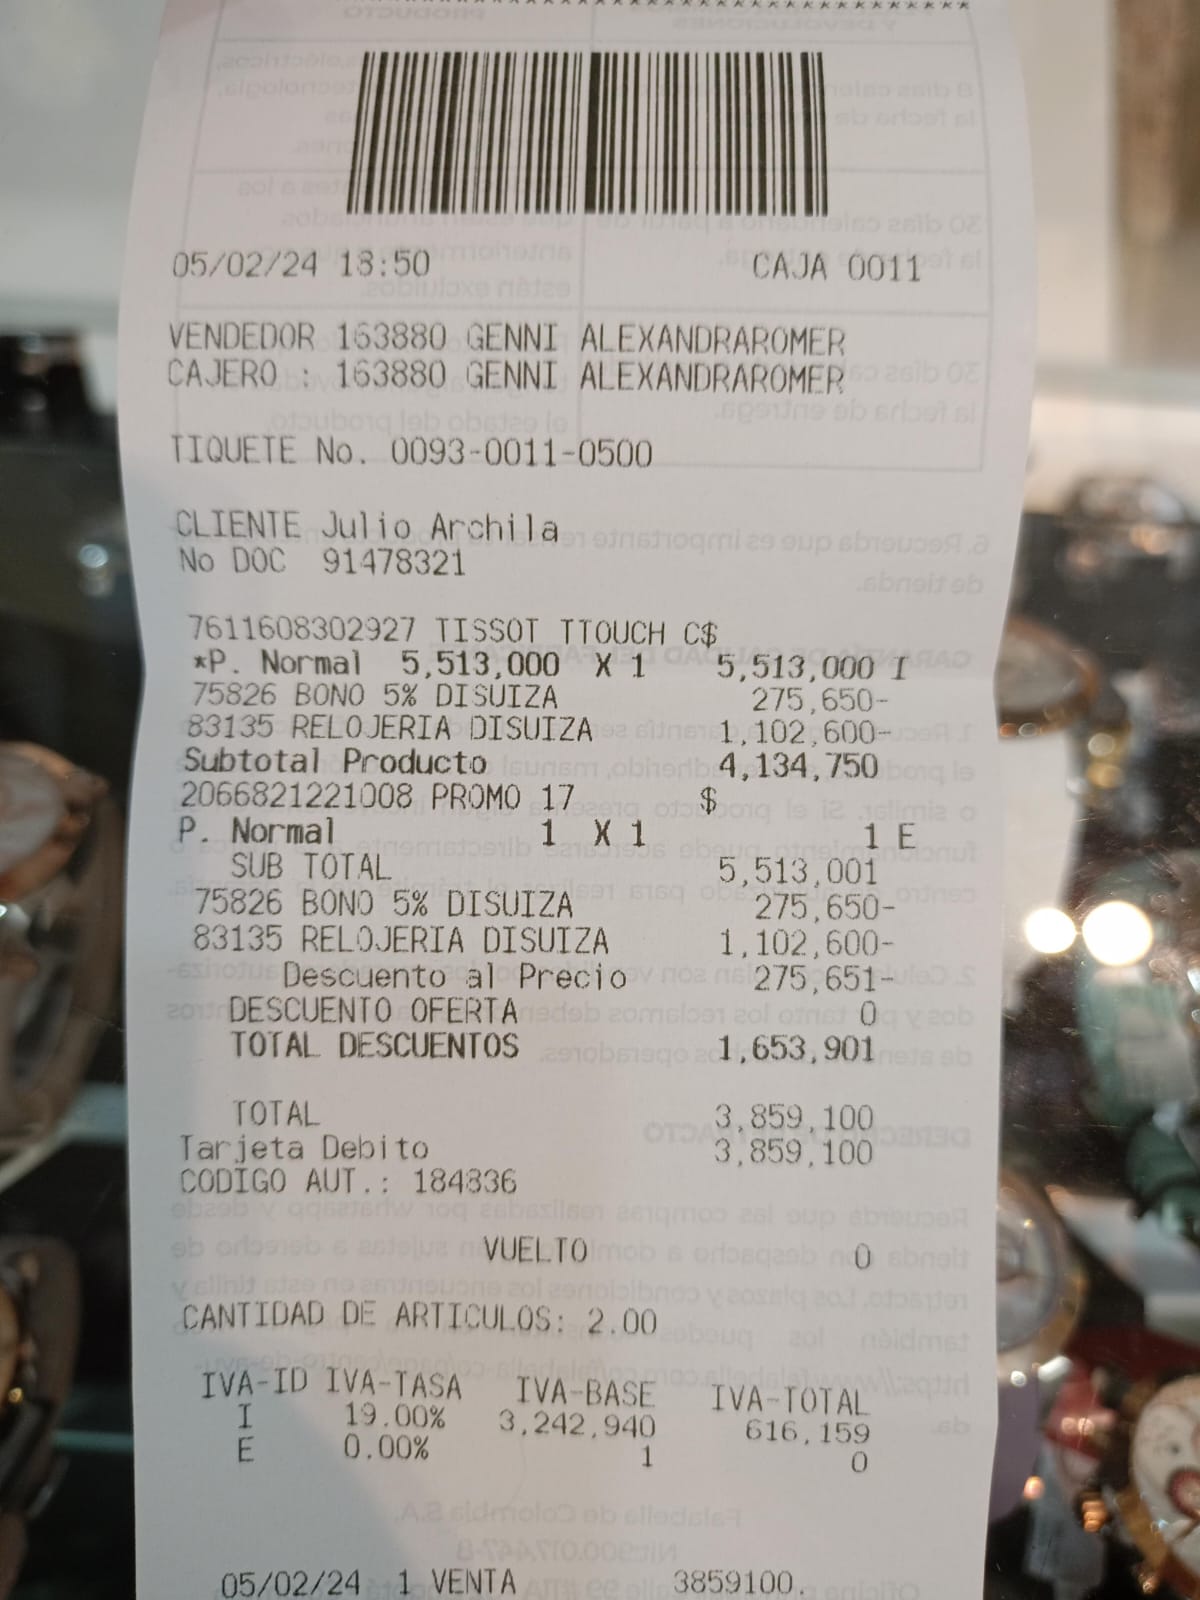 05/02/24 13:50 CAJA 0011
VENDEDOR 163880 GENNI ALEXANDRAROMER
CAJERO : 163880 GENNI ALEXANDRAROMER
TIQUETE No. 0093-0011-0500
CLIENTE Julio Archila
No DOC 91478321
7611608302927 TISSOT TTOUCH C$
*P. Normal 5,513,000 X 1 5,513,000 I
75826 BONO 5% DISUIZA 275,650-
83135 RELOJERIA DISUIZA 1,102,600-
Subtotal Producto 4,134,750
2066821221008 PROMO 17 $
P. Normal 1 X 1 1 E
SUB TOTAL 5,513,001
75826 BONO 5% DISUIZA 275,650-
83135 RELOJERIA DISUIZA 1,102,600-
Descuento al Precio 275,651-
DESCUENTO OFERTA 0
TOTAL DESCUENTOS 1,653,901
TOTAL 3,859,100
Tarjeta Debito 3,859,100
CODIGO AUT.: 184836
VUELTO 0
CANTIDAD DE ARTICULOS: 2.00
IVA-ID IVA-TASA IVA-BASE IVA-TOTAL
I 19.00% 3,242,940 616,159
E 0.00% 1 0
05/02/24 1 VENTA 3859100.